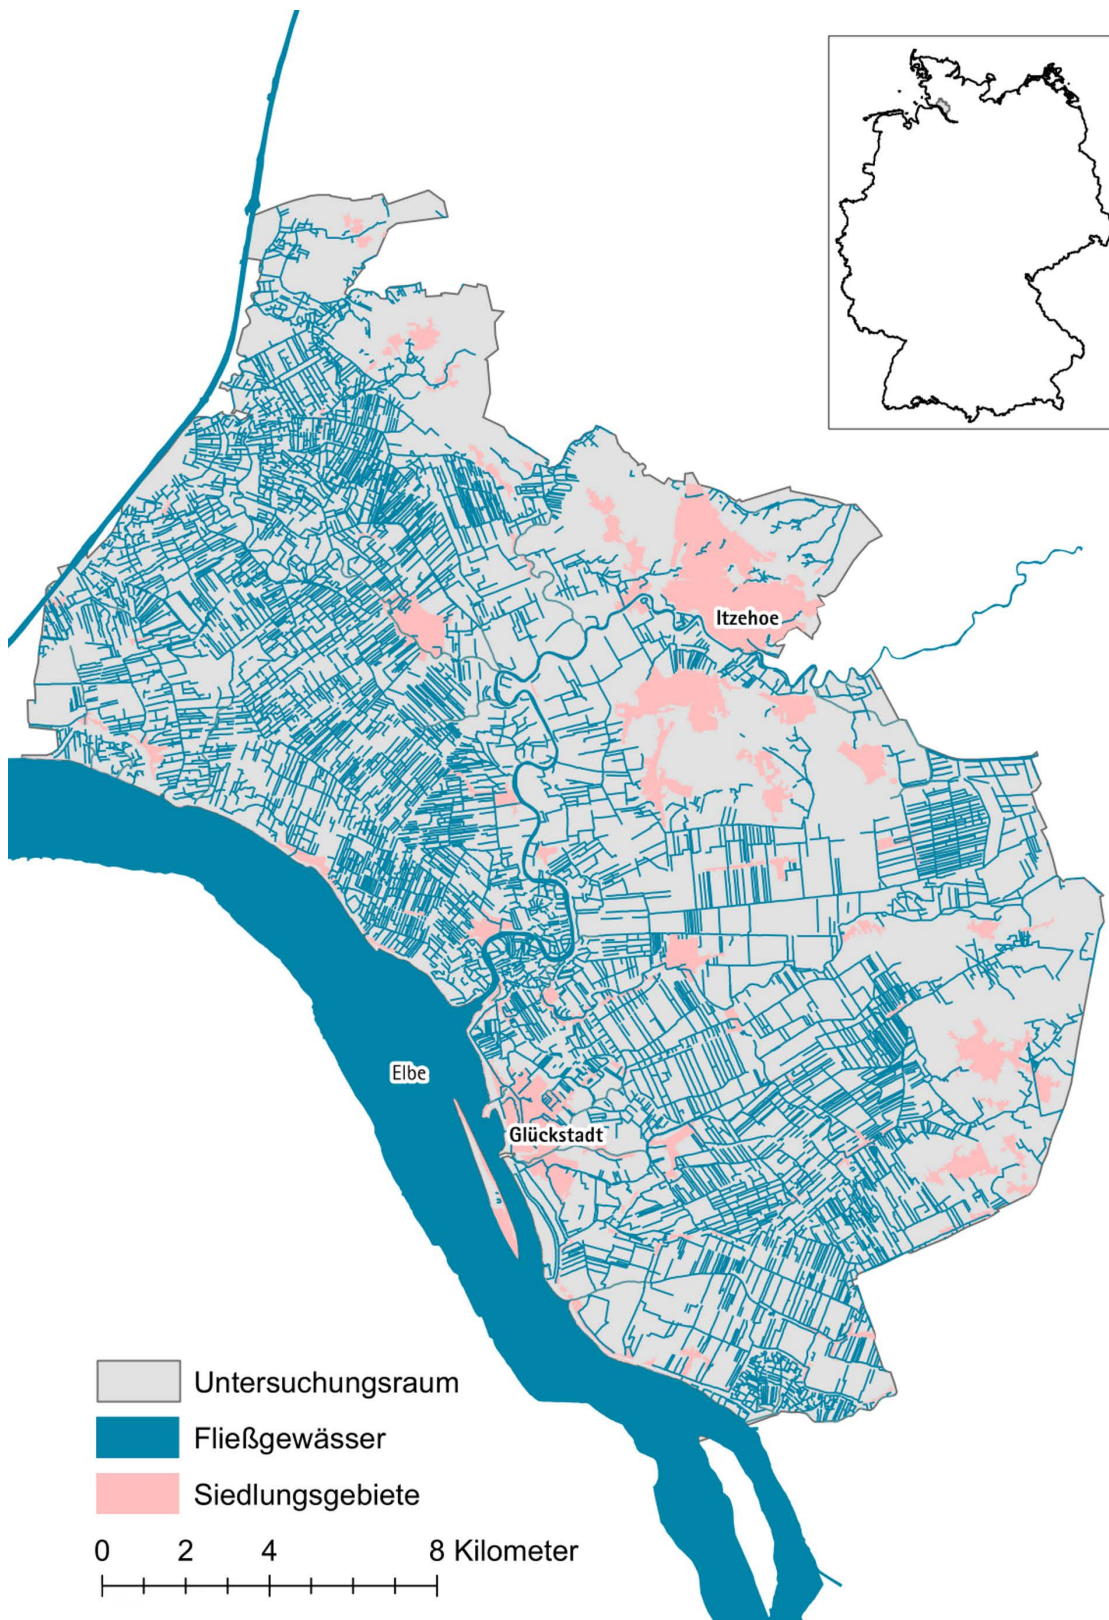 Itzehoe
Elbe
Glückstadt
Untersuchungsraum
Fließgewässer
Siedlungsgebiete
0 2 4 8 Kilometer